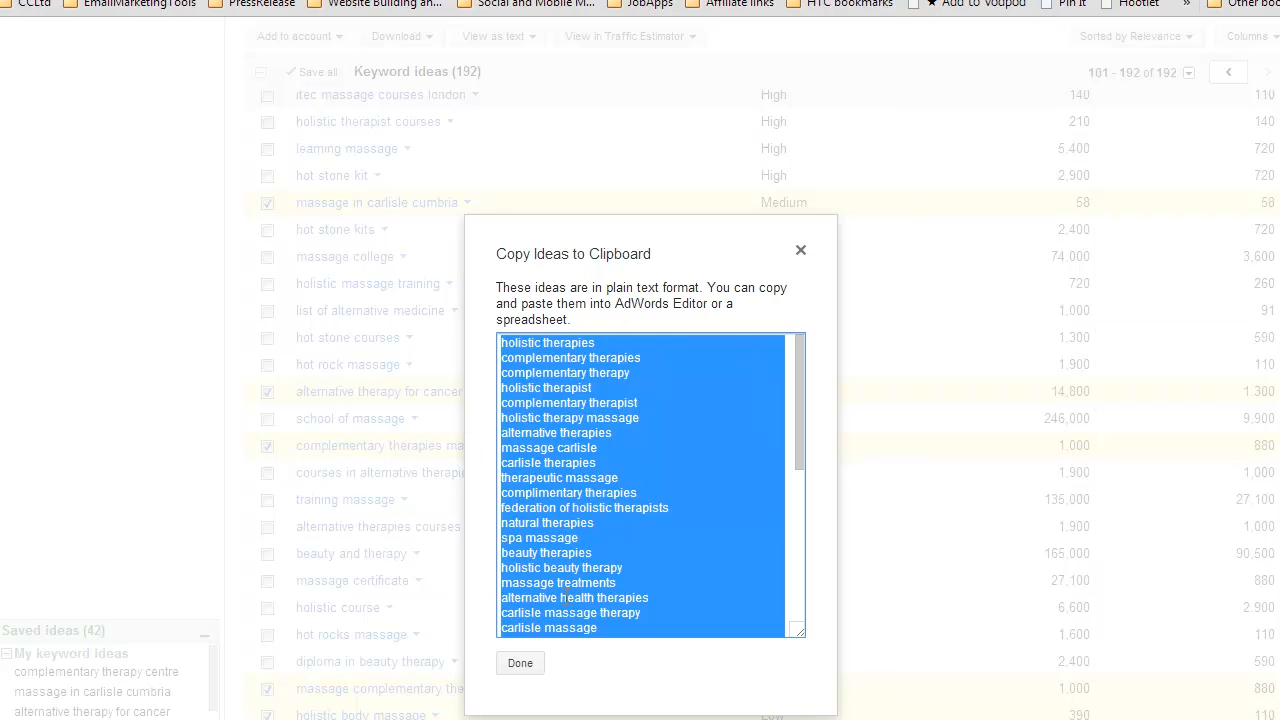 CCLtd EmailMarketingTools PressRelease Website Building an... Social and Mobile M... JobApps Affiliate links HTC bookmarks ★ Add to Youpod Pin It Hootlet » Other boo
Add to account Download View as text View in Traffic Estimator Sorted by Relevance Columns
Save all Keyword ideas (192) 101 - 192 of 192
itec massage courses london High 140 110
holistic therapist courses High 210 140
learning massage High 5,400 720
hot stone kit High 2,900 720
massage in carlisle cumbria Medium 58 58
hot stone kits 2,400 720
massage college 74,000 3,600
holistic massage training 720 260
list of alternative medicine 1,000 91
hot stone courses 1,300 590
hot rock massage 1,900 110
alternative therapy for cancer 14,800 1,300
school of massage 246,000 9,900
complementary therapies ma 1,000 880
courses in alternative therapi 1,900 1,000
training massage 135,000 27,100
alternative therapies courses 1,900 1,000
beauty and therapy 165,000 90,500
massage certificate 27,100 880
holistic course 6,600 2,900
hot rocks massage 1,600 110
diploma in beauty therapy 2,400 590
massage complementary the 1,000 880
holistic body massage Low 390 110
Copy Ideas to Clipboard
These ideas are in plain text format. You can copy
and paste them into AdWords Editor or a
spreadsheet.
holistic therapies
complementary therapies
complementary therapy
holistic therapist
complementary therapist
holistic therapy massage
alternative therapies
massage carlisle
carlisle therapies
therapeutic massage
complimentary therapies
federation of holistic therapists
natural therapies
spa massage
beauty therapies
holistic beauty therapy
massage treatments
alternative health therapies
carlisle massage therapy
carlisle massage
Done
Saved ideas (42)
My keyword ideas
complementary therapy centre
massage in carlisle cumbria
alternative therapy for cancer